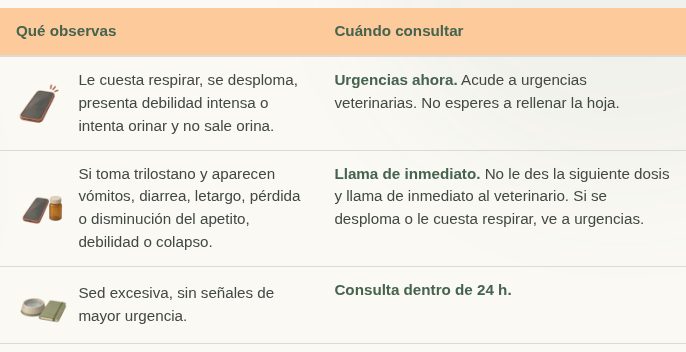 Qué observas
Cuándo consultar
Le cuesta respirar, se desploma,
presenta debilidad intensa o
intenta orinar y no sale orina.
Urgencias ahora. Acude a urgencias
veterinarias. No esperes a rellenar la hoja.
Si toma trilostano y aparecen
vómitos, diarrea, letargo, pérdida
o disminución del apetito,
debilidad o colapso.
Llama de inmediato. No le des la siguiente dosis
y llama de inmediato al veterinario. Si se
desploma o le cuesta respirar, ve a urgencias.
Sed excesiva, sin señales de
mayor urgencia.
Consulta dentro de 24 h.